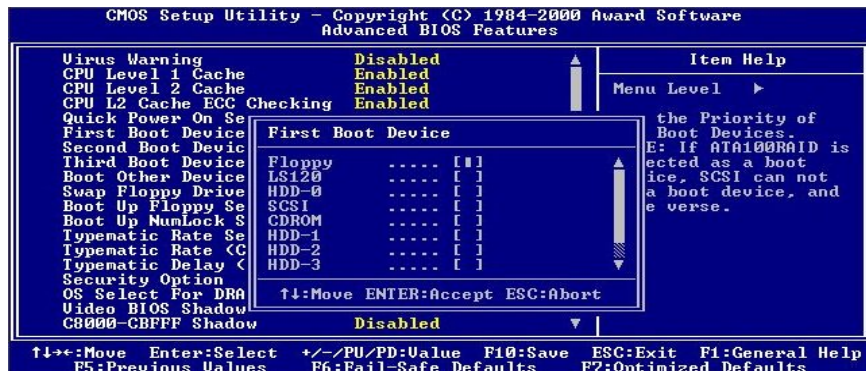 CMOS Setup Utility – Copyright (C) 1984-2000 Award Software
Advanced BIOS Features
Virus Warning Disabled
CPU Level 1 Cache Enabled
CPU Level 2 Cache Enabled
CPU L2 Cache ECC Checking Enabled
Quick Power On Se
First Boot Device
Second Boot Devic
Third Boot Device
Boot Other Device
Swap Floppy Drive
Boot Up Floppy Se
Boot Up NumLock S
Typematic Rate Se
Typematic Rate (C
Typematic Delay (
Security Option
OS Select For DRA
Video BIOS Shadow
C8000-CBFFF Shadow Disabled
First Boot Device
Floppy ..... [▮]
LS120 ..... [ ]
HDD-0 ..... [ ]
SCSI ..... [ ]
CDROM ..... [ ]
HDD-1 ..... [ ]
HDD-2 ..... [ ]
HDD-3 ..... [ ]
↑↓:Move ENTER:Accept ESC:Abort
Item Help
Menu Level ▶
the Priority of
Boot Devices.
E: If ATA100RAID is
ected as a boot
ice, SCSI can not
a boot device, and
e verse.
↑↓→←:Move Enter:Select +/-/PU/PD:Value F10:Save ESC:Exit F1:General Help
F5:Previous Values F6:Fail-Safe Defaults F7:Optimized Defaults